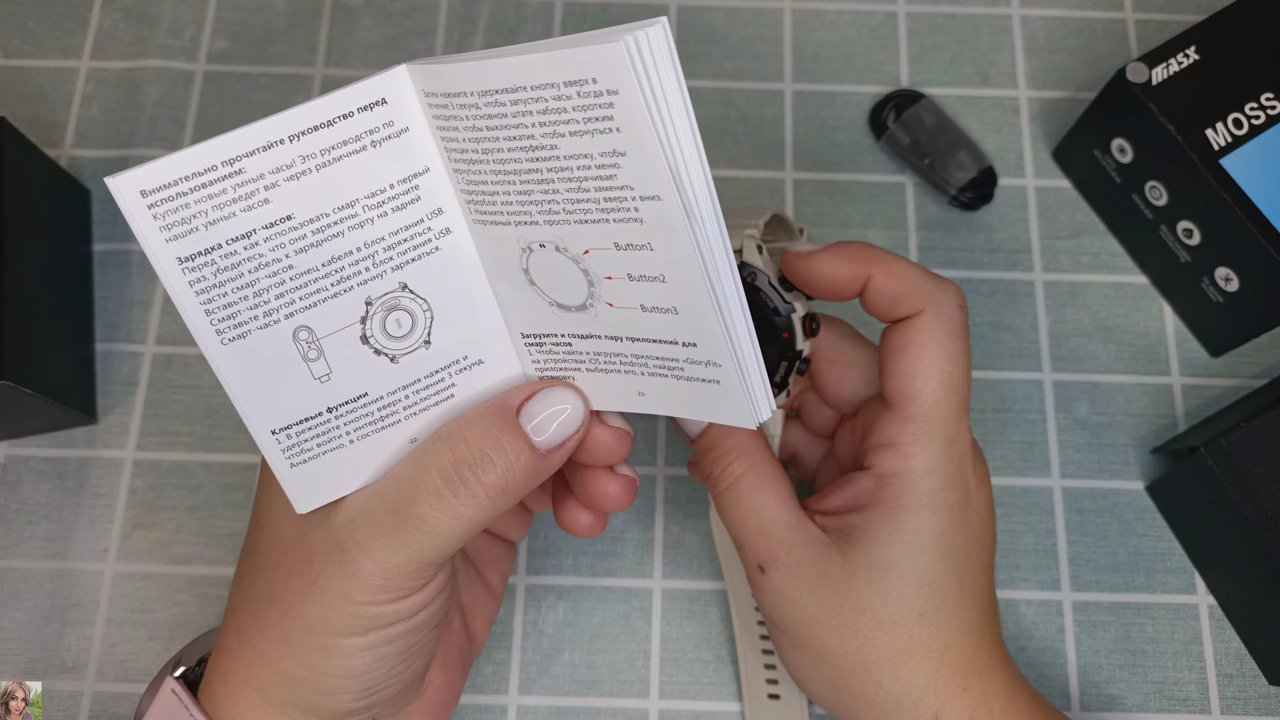 Внимательно прочитайте руководство перед
использованием:
Купите новые умные часы! Это руководство по
продукту проведет вас через различные функции
наших умных часов.
Зарядка смарт-часов:
Перед тем, как использовать смарт-часы в первый
раз, убедитесь, что они заряжены. Подключите
зарядный кабель к зарядному порту на задней
части смарт-часов.
Вставьте другой конец кабеля в блок питания USB.
Смарт-часы автоматически начнут заряжаться.
Вставьте другой конец кабеля в блок питания USB.
Смарт-часы автоматически начнут заряжаться.
Ключевые функции
1. В режиме включения питания нажмите и
удерживайте кнопку вверх в течение 3 секунд,
чтобы войти в интерфейс выключения.
Аналогично, в состоянии отключения
-22-
Затем нажмите и удерживайте кнопку вверх в
течение 3 секунд, чтобы запустить часы. Когда вы
находитесь в основном штате набора, короткое
нажатие, чтобы выключить и включить режим
экрана, и короткое нажатие, чтобы вернуться к
функции на других интерфейсах.
В интерфейсе коротко нажмите кнопку, чтобы
вернуться к предыдущему экрану или меню.
2. Средняя кнопка энкодера поворачивает
кодировщик на смарт-часах, чтобы заменить
циферблат или прокрутить страницу вверх и вниз.
3. Нажмите кнопку, чтобы быстро перейти в
спортивный режим, просто нажмите кнопку.
Button1
Button2
Button3
Загрузите и создайте пару приложений для
смарт-часов
1. Чтобы найти и загрузить приложение «GloryFit»
на устройствах iOS или Android, найдите
приложение, выберите его, а затем продолжите
установку.
-23-
MOSS